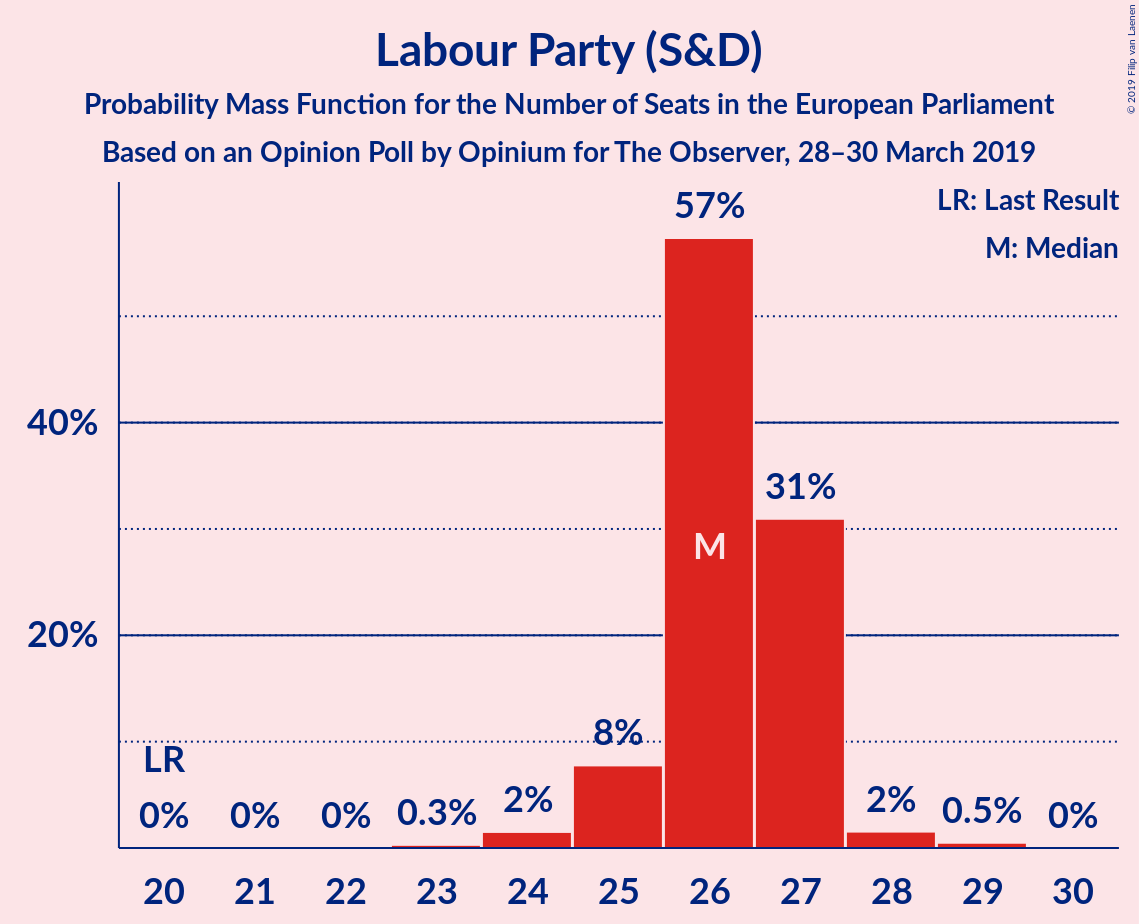 Labour Party (S&D)
Probability Mass Function for the Number of Seats in the European Parliament
Based on an Opinion Poll by Opinium for The Observer, 28–30 March 2019
© 2019 Filip van Laenen
LR: Last Result
M: Median
57%
40%
31%
M
20%
8%
LR
0% 0% 0% 0.3% 2% 2% 0.5% 0%
20 21 22 23 24 25 26 27 28 29 30